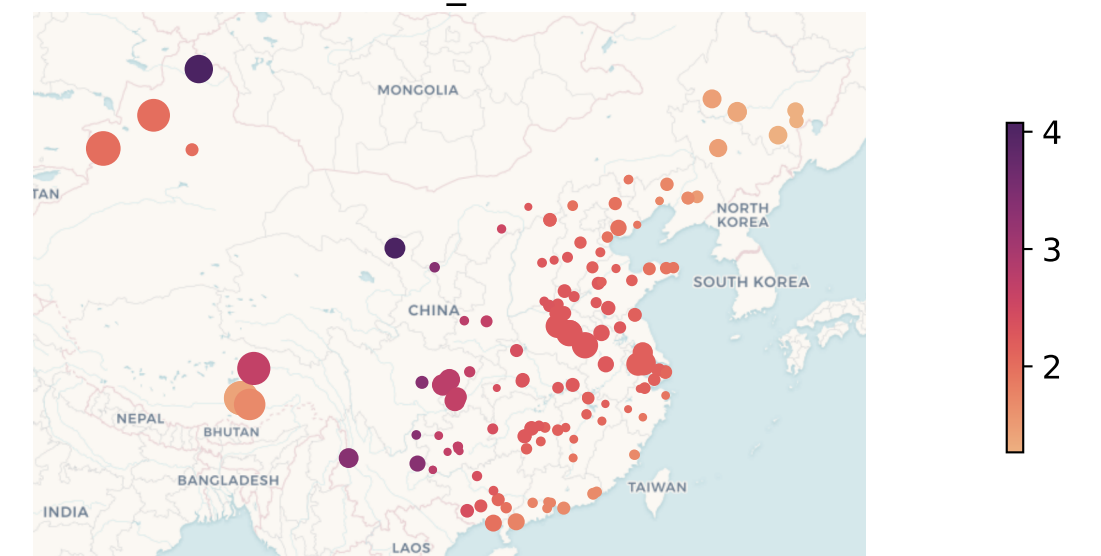 MONGOLIA
TAN
NORTH
KOREA
SOUTH KOREA
CHINA
NEPAL
BHUTAN
BANGLADESH
INDIA
TAIWAN
LAOS
4
3
2